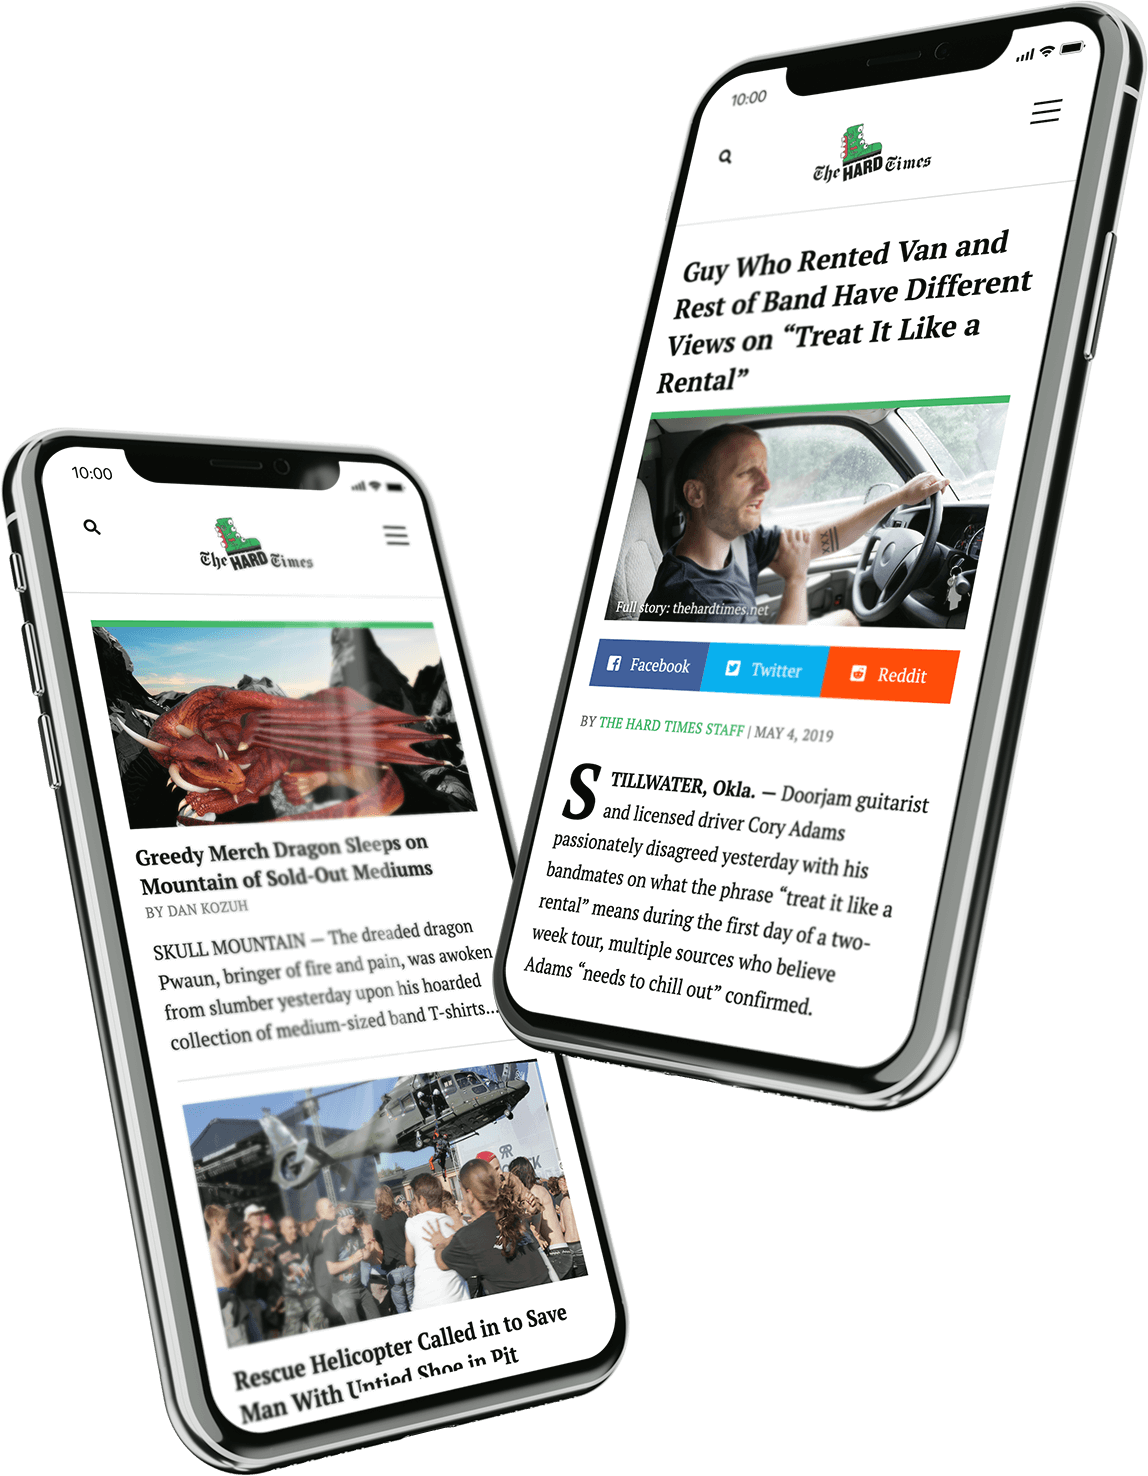 10:00
The HARD Times
Greedy Merch Dragon Sleeps on
Mountain of Sold-Out Mediums
BY DAN KOZUH
SKULL MOUNTAIN — The dreaded dragon
Pwaun, bringer of fire and pain, was awoken
from slumber yesterday upon his hoarded
collection of medium-sized band T-shirts...
Rescue Helicopter Called in to Save
Man With Untied Shoe in Pit
10:00
The HARD Times
Guy Who Rented Van and
Rest of Band Have Different
Views on “Treat It Like a
Rental”
XXX
Full story: thehardtimes.net
Facebook Twitter Reddit
BY THE HARD TIMES STAFF | MAY 4, 2019
STILLWATER, Okla. — Doorjam guitarist
and licensed driver Cory Adams
passionately disagreed yesterday with his
bandmates on what the phrase “treat it like a
rental” means during the first day of a two-
week tour, multiple sources who believe
Adams “needs to chill out” confirmed.